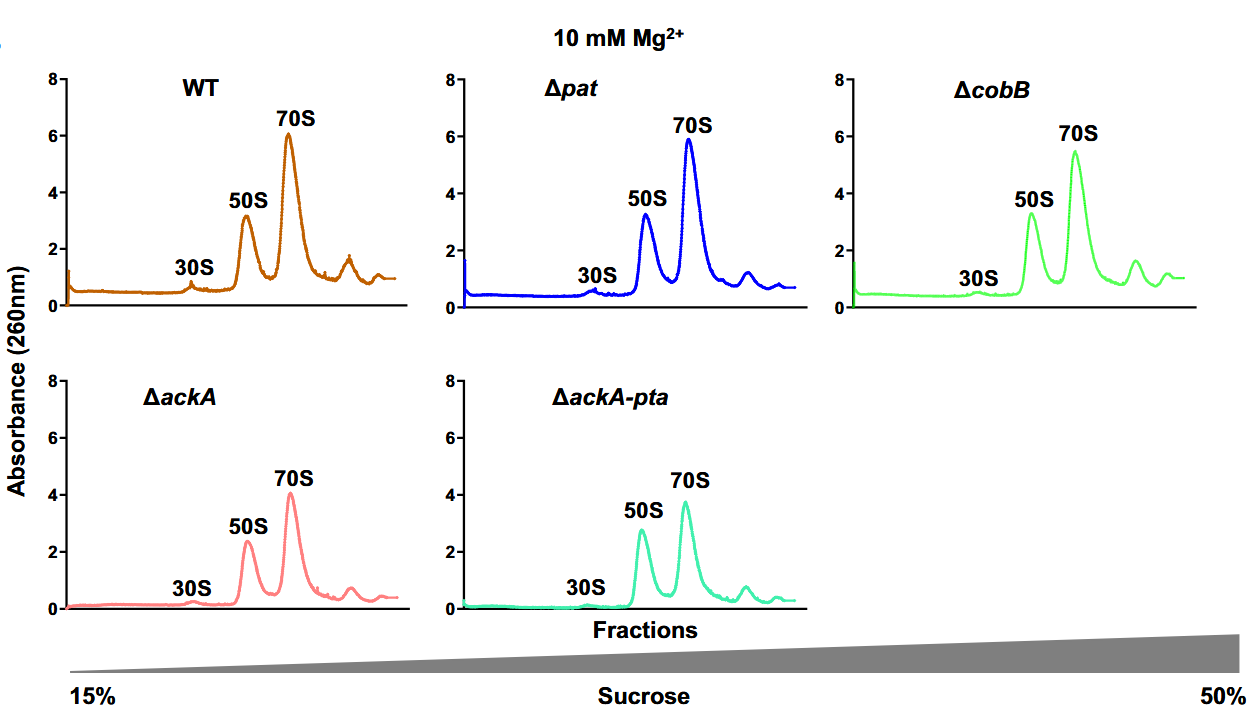 10 mM Mg²⁺
WT
Δpat
ΔcobB
8
6
4
2
0
30S
50S
70S
8
6
4
2
0
30S
50S
70S
8
6
4
2
0
30S
50S
70S
Absorbance (260nm)
ΔackA
ΔackA-pta
8
6
4
2
0
30S
50S
70S
8
6
4
2
0
30S
50S
70S
Fractions
15%
Sucrose
50%